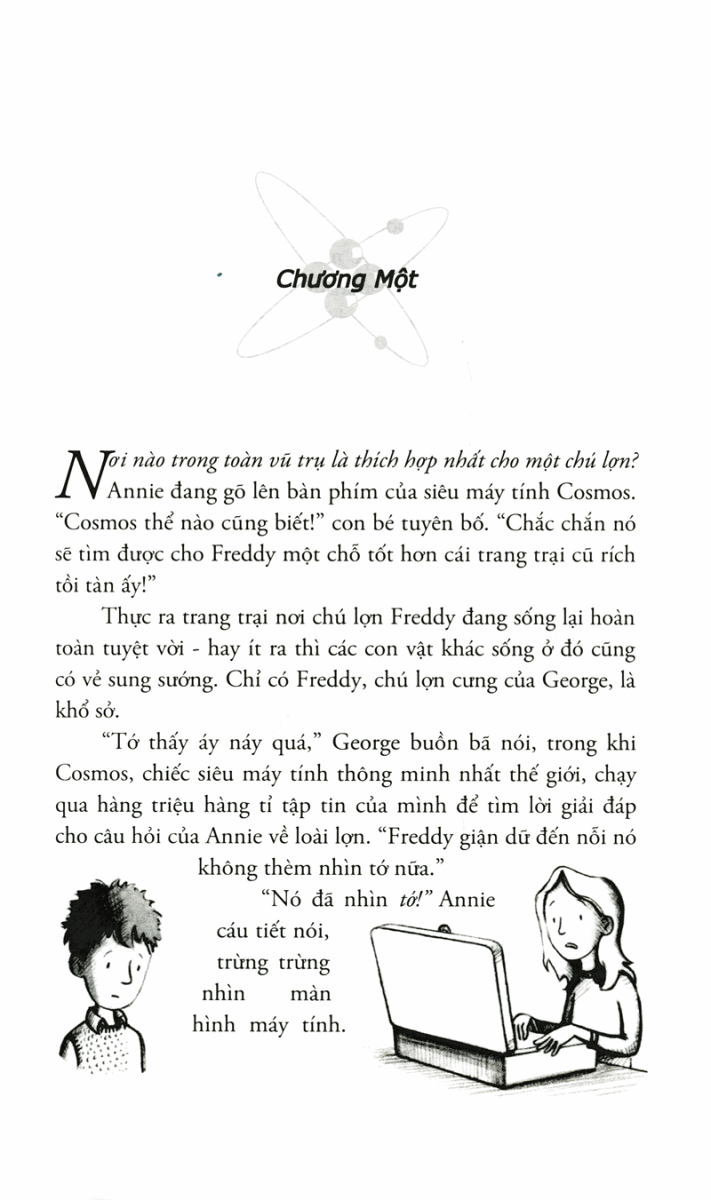 Chương Một
Nơi nào trong toàn vũ trụ là thích hợp nhất cho một chú lợn?
Annie đang gõ lên bàn phím của siêu máy tính Cosmos.
“Cosmos thể nào cũng biết!” con bé tuyên bố. “Chắc chắn nó
sẽ tìm được cho Freddy một chỗ tốt hơn cái trang trại cũ rích
tồi tàn ấy!”
Thực ra trang trại nơi chú lợn Freddy đang sống lại hoàn
toàn tuyệt vời - hay ít ra thì các con vật khác sống ở đó cũng
có vẻ sung sướng. Chỉ có Freddy, chú lợn cưng của George, là
khổ sở.
“Tớ thấy áy náy quá,” George buồn bã nói, trong khi
Cosmos, chiếc siêu máy tính thông minh nhất thế giới, chạy
qua hàng triệu hàng tỉ tập tin của mình để tìm lời giải đáp
cho câu hỏi của Annie về loài lợn. “Freddy giận dữ đến nỗi nó
không thèm nhìn tớ nữa.”
“Nó đã nhìn tớ!” Annie
cáu tiết nói,
trừng trừng
nhìn màn
hình máy tính.